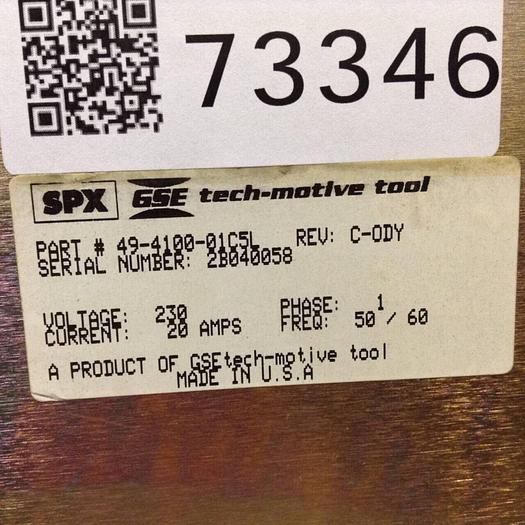 73346
SPX GSE tech-motive tool
PART # 49-4100-01C5L REV: C-ODY
SERIAL NUMBER: 2B040058
VOLTAGE: 230 PHASE: 1
CURRENT: 20 AMPS FREQ: 50 / 60
A PRODUCT OF GSEtech-motive tool
MADE IN U.S.A